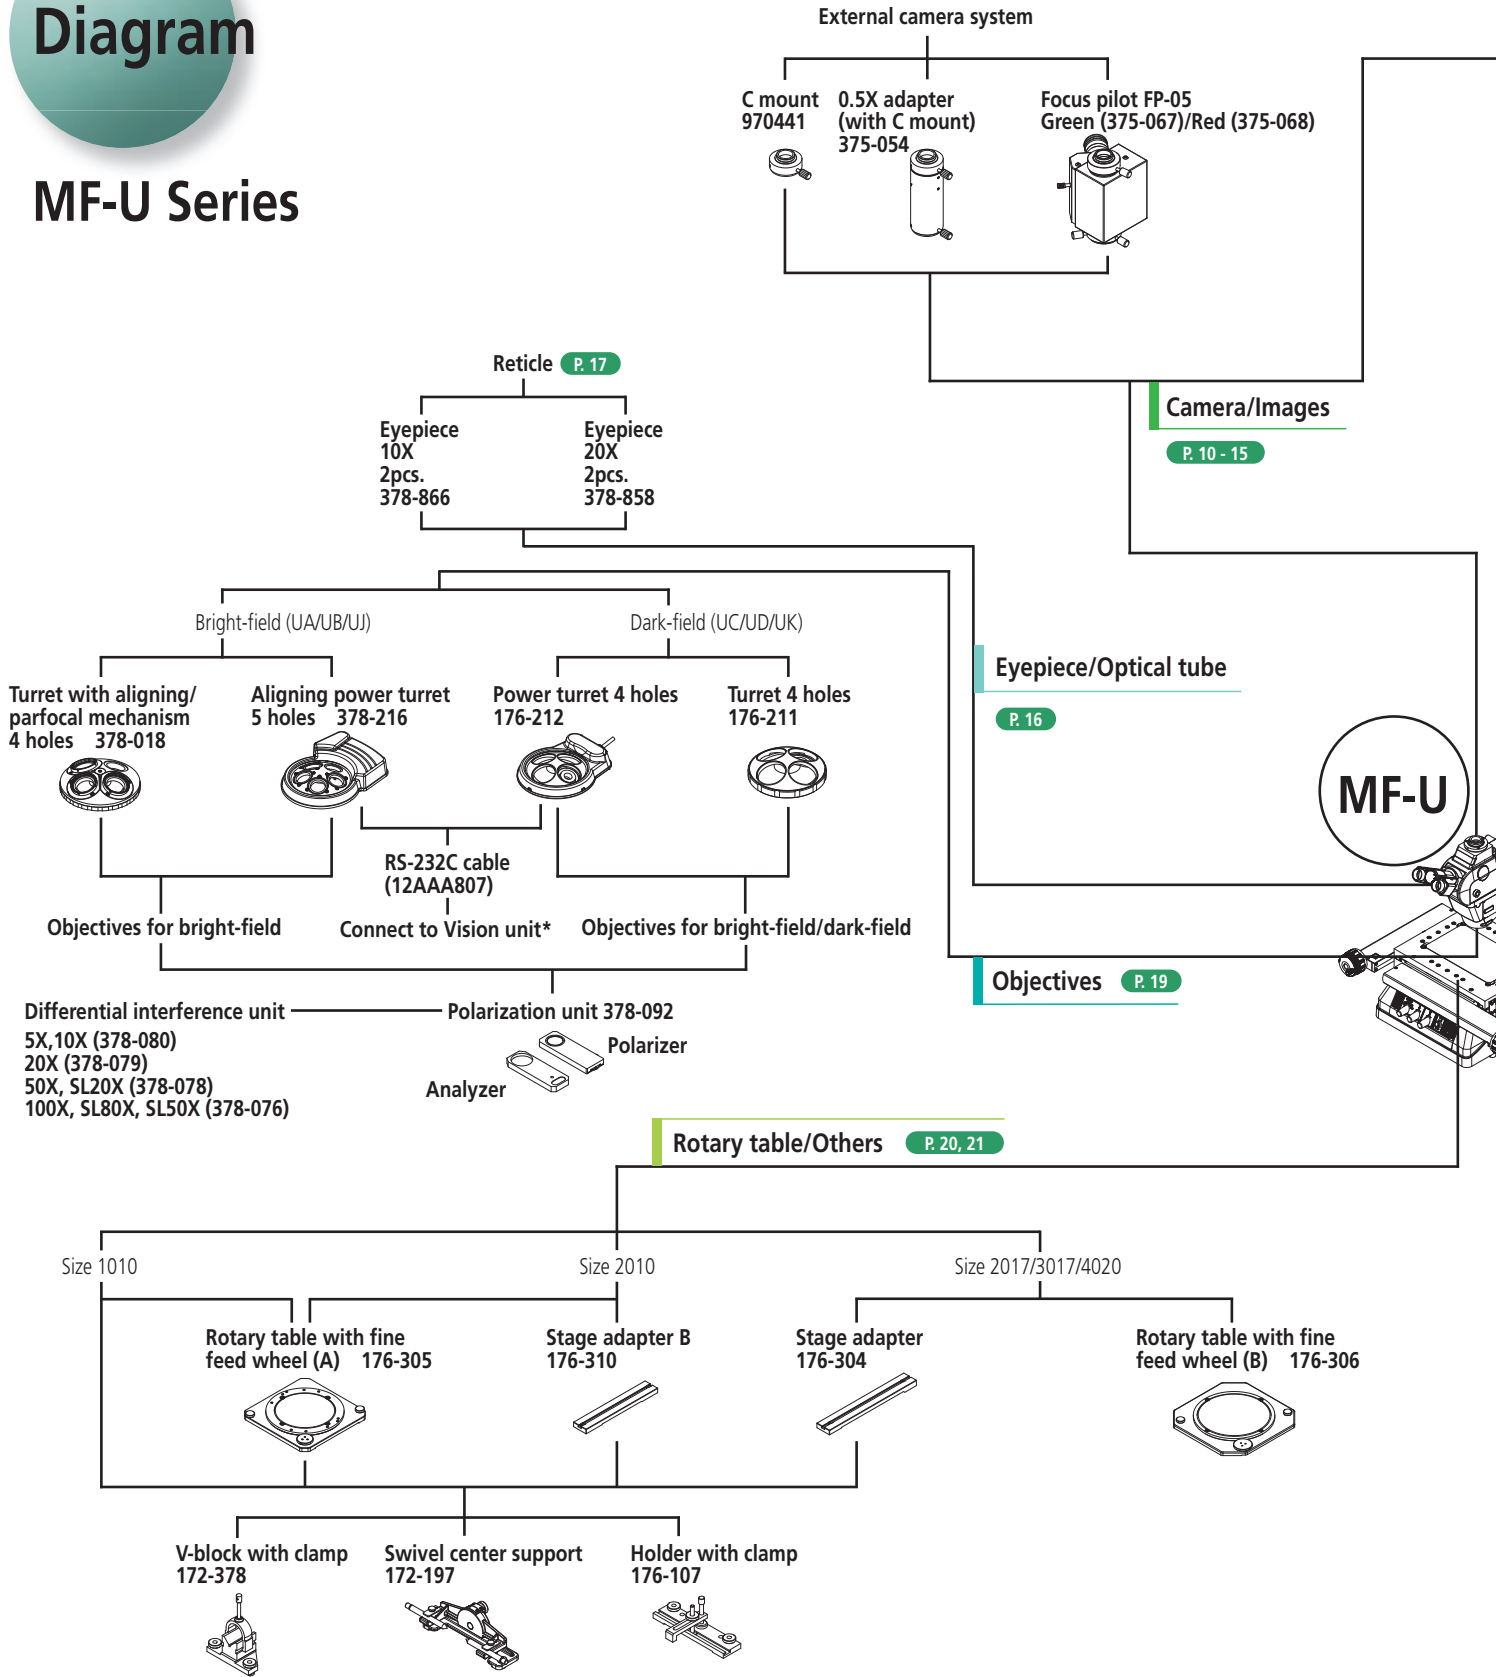 Diagram
MF-U Series
External camera system
C mount
970441
0.5X adapter
(with C mount)
375-054
Focus pilot FP-05
Green (375-067)/Red (375-068)
Reticle P. 17
Eyepiece
10X
2pcs.
378-866
Eyepiece
20X
2pcs.
378-858
Camera/Images
P. 10 - 15
Bright-field (UA/UB/UJ)
Dark-field (UC/UD/UK)
Turret with aligning/
parfocal mechanism
4 holes 378-018
Aligning power turret
5 holes 378-216
Power turret 4 holes
176-212
Turret 4 holes
176-211
Eyepiece/Optical tube
P. 16
MF-U
RS-232C cable
(12AAA807)
Objectives for bright-field
Connect to Vision unit*
Objectives for bright-field/dark-field
Objectives P. 19
Differential interference unit
5X,10X (378-080)
20X (378-079)
50X, SL20X (378-078)
100X, SL80X, SL50X (378-076)
Polarization unit 378-092
Polarizer
Analyzer
Rotary table/Others P. 20, 21
Size 1010
Size 2010
Size 2017/3017/4020
Rotary table with fine
feed wheel (A) 176-305
Stage adapter B
176-310
Stage adapter
176-304
Rotary table with fine
feed wheel (B) 176-306
V-block with clamp
172-378
Swivel center support
172-197
Holder with clamp
176-107